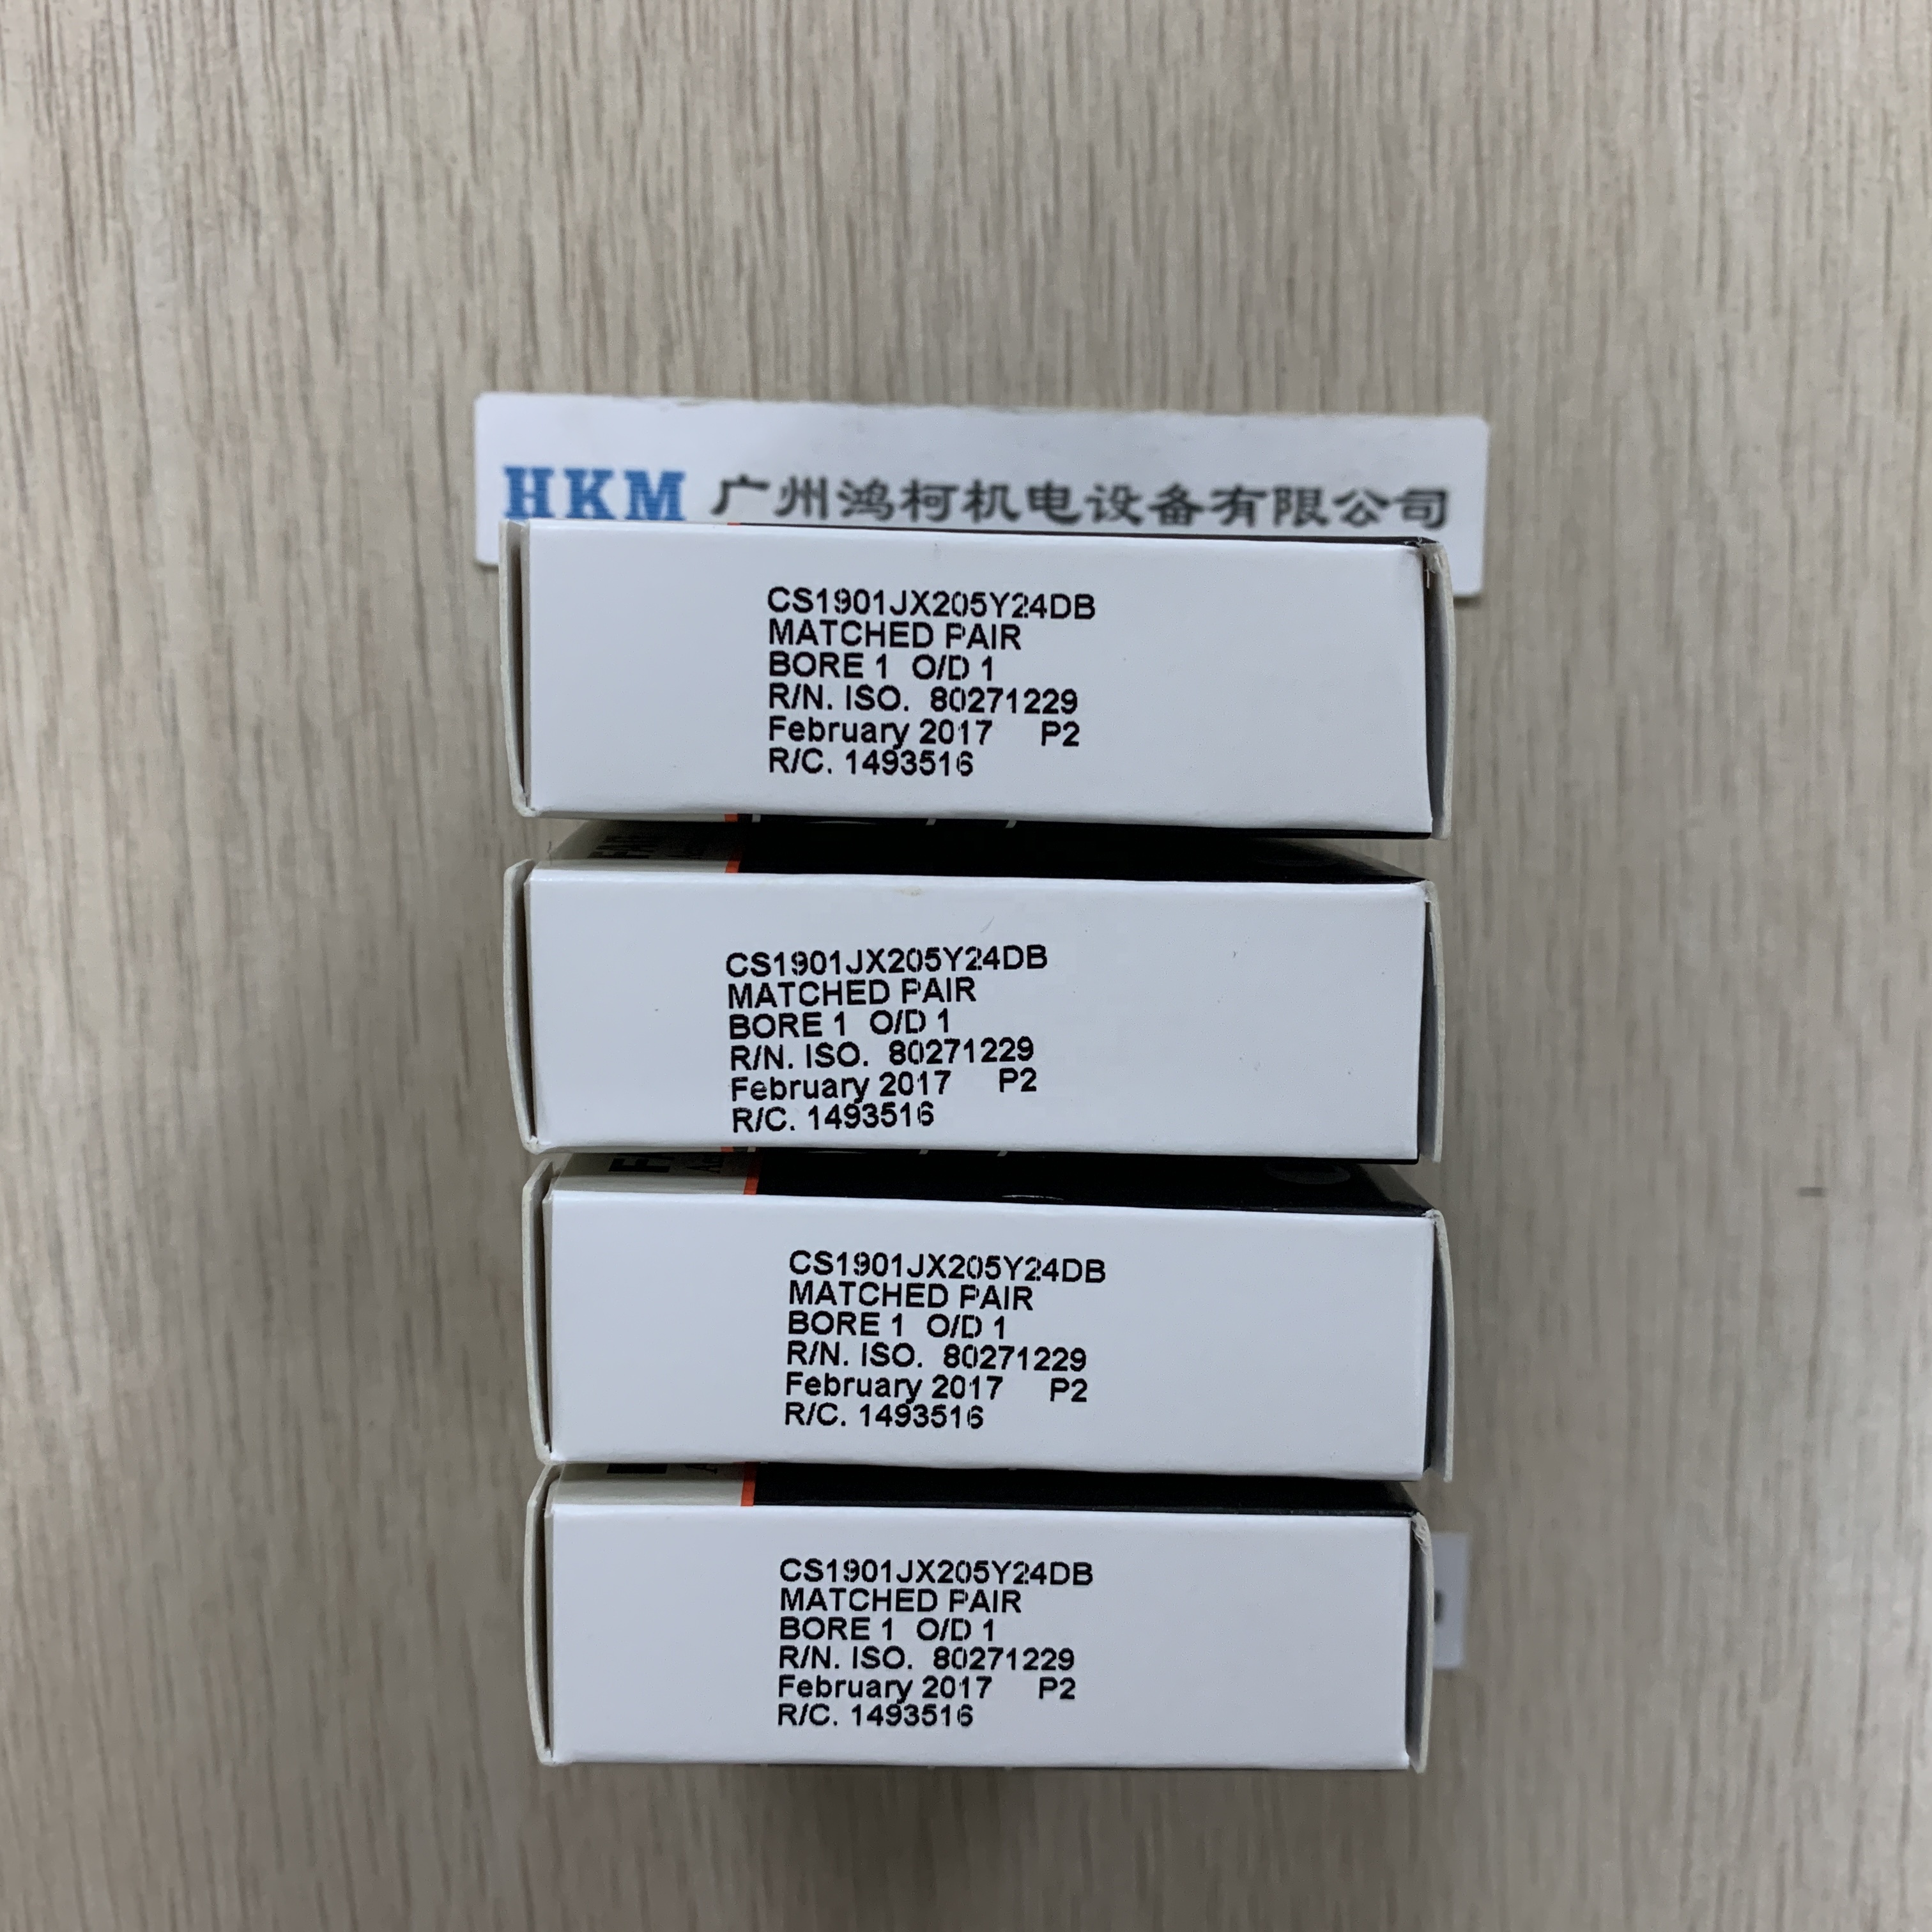 HKM 广州鸿柯机电设备有限公司
CS1901JX205Y24DB
MATCHED PAIR
BORE 1 O/D 1
R/N. ISO. 80271229
February 2017 P2
R/C. 1493516
CS1901JX205Y24DB
MATCHED PAIR
BORE 1 O/D 1
R/N. ISO. 80271229
February 2017 P2
R/C. 1493516
CS1901JX205Y24DB
MATCHED PAIR
BORE 1 O/D 1
R/N. ISO. 80271229
February 2017 P2
R/C. 1493516
CS1901JX205Y24DB
MATCHED PAIR
BORE 1 O/D 1
R/N. ISO. 80271229
February 2017 P2
R/C. 1493516